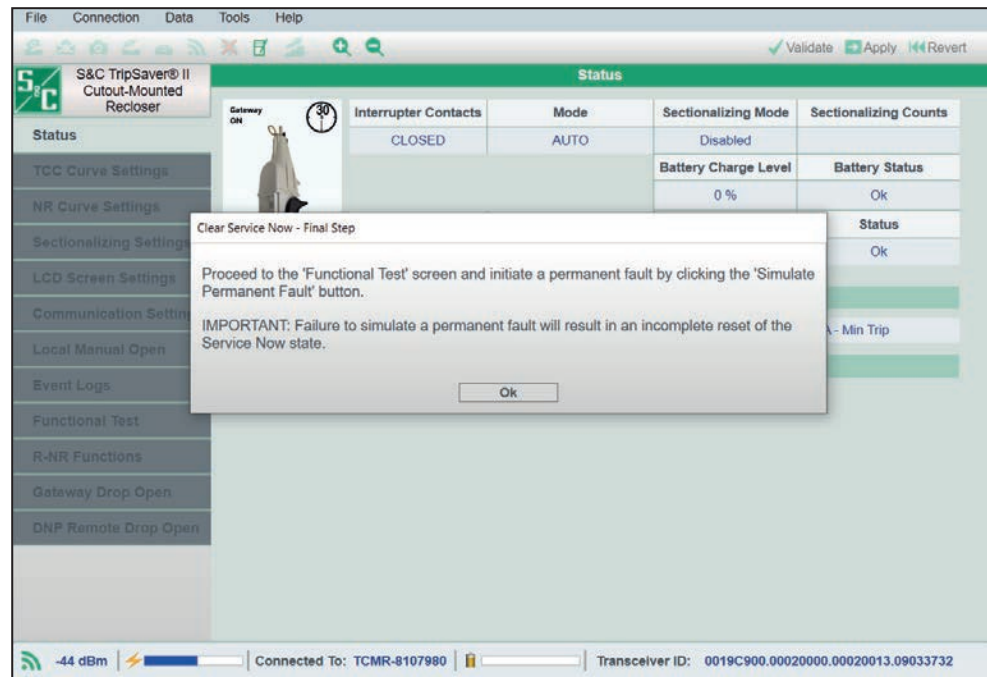 File Connection Data Tools Help
Validate Apply Revert
S&C
S&C TripSaver® II
Cutout-Mounted
Recloser
Status
Status
TCC Curve Settings
NR Curve Settings
Sectionalizing Settings
LCD Screen Settings
Communication Settin
Local Manual Open
Event Logs
Functional Test
R-NR Functions
Gateway Drop Open
DNP Remote Drop Open
Gateway
ON
30
Interrupter Contacts Mode Sectionalizing Mode Sectionalizing Counts
CLOSED AUTO Disabled
Battery Charge Level Battery Status
0 % Ok
Status
Ok
- Min Trip
Clear Service Now - Final Step
Proceed to the 'Functional Test' screen and initiate a permanent fault by clicking the 'Simulate
Permanent Fault' button.
IMPORTANT: Failure to simulate a permanent fault will result in an incomplete reset of the
Service Now state.
Ok
-44 dBm Connected To: TCMR-8107980 Transceiver ID: 0019C900.00020000.00020013.09033732